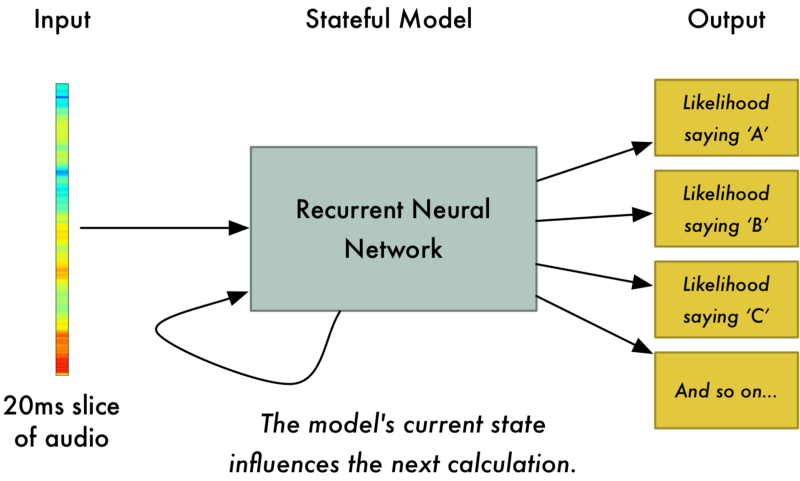 Input
Stateful Model
Output
20ms slice
of audio
Recurrent Neural
Network
The model's current state
influences the next calculation.
Likelihood
saying ‘A’
Likelihood
saying ‘B’
Likelihood
saying ‘C’
And so on...